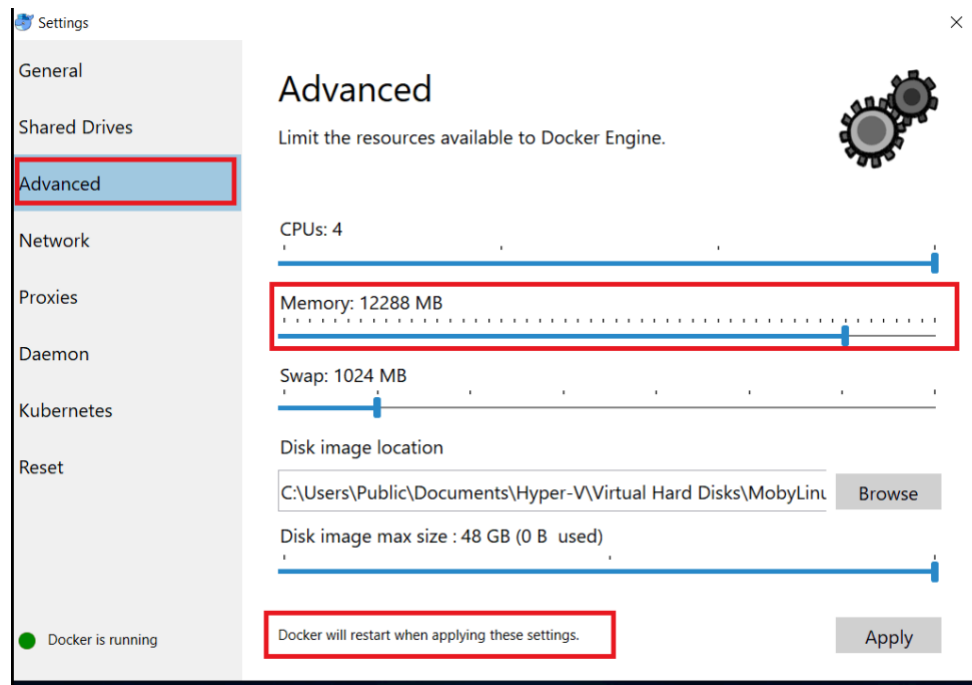 Settings
General
Shared Drives
Advanced
Network
Proxies
Daemon
Kubernetes
Reset
Docker is running
Advanced
Limit the resources available to Docker Engine.
CPUs: 4
Memory: 12288 MB
Swap: 1024 MB
Disk image location
C:\Users\Public\Documents\Hyper-V\Virtual Hard Disks\MobyLinu
Browse
Disk image max size : 48 GB (0 B  used)
Docker will restart when applying these settings.
Apply